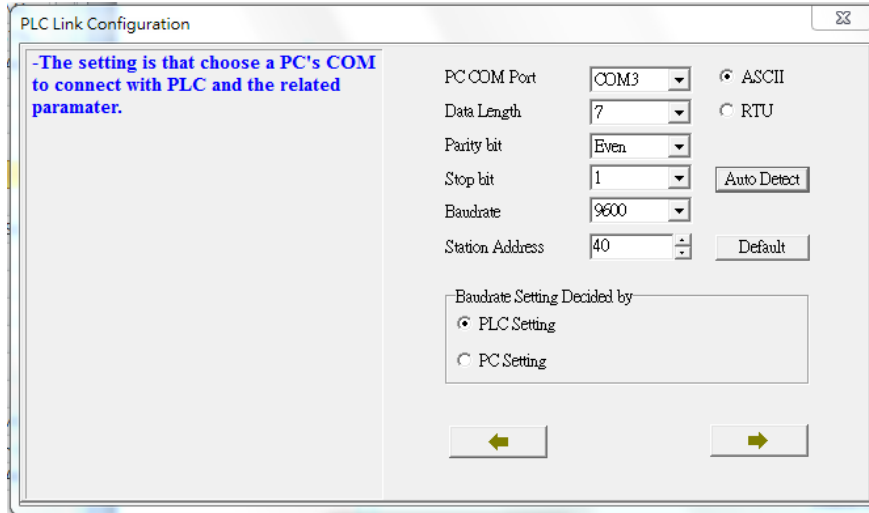 PLC Link Configuration
-The setting is that choose a PC's COM
to connect with PLC and the related
paramater.
PC COM Port COM3 ASCII
Data Length 7 RTU
Parity bit Even
Stop bit 1 Auto Detect
Baudrate 9600
Station Address 40 Default
Baudrate Setting Decided by
PLC Setting
PC Setting